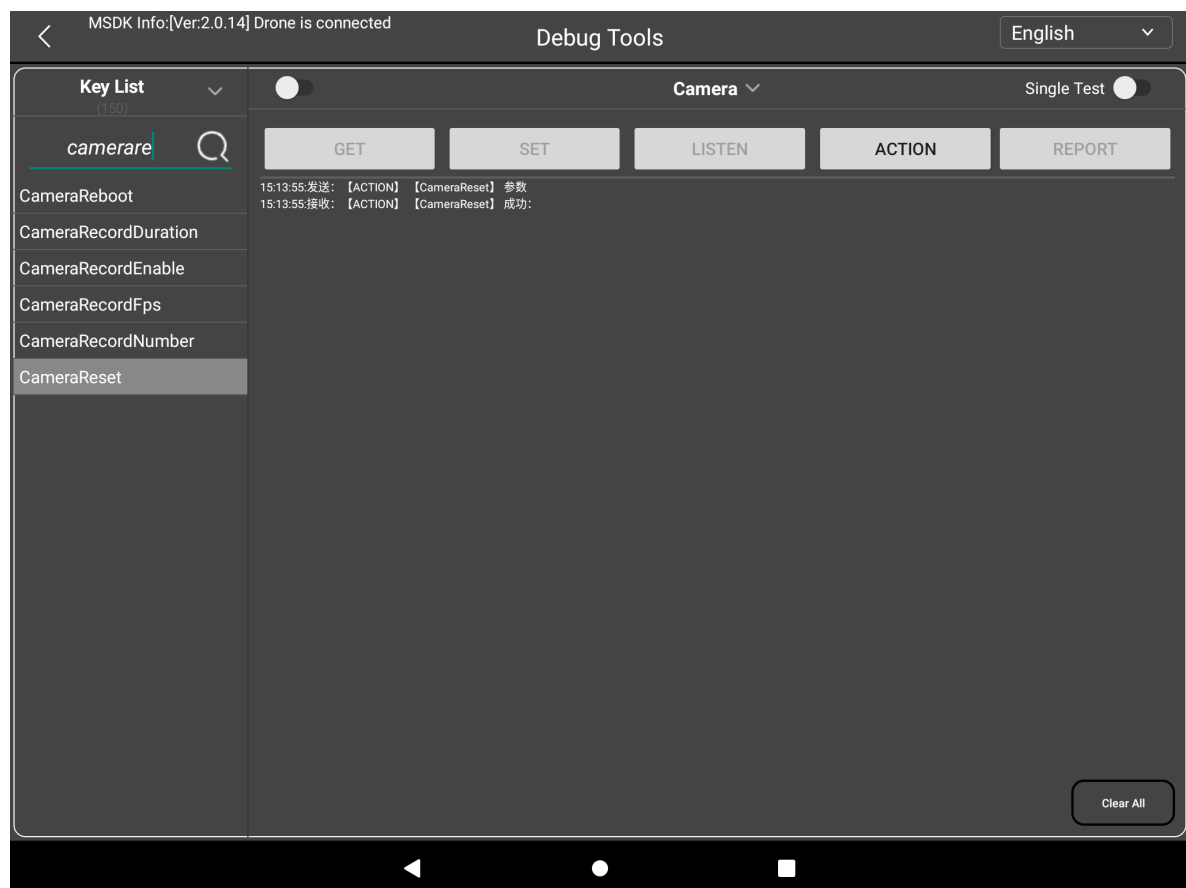 MSDK Info:[Ver:2.0.14] Drone is connected
Debug Tools
English
Key List
(150)
Camera
Single Test
camerare
GET
SET
LISTEN
ACTION
REPORT
CameraReboot
CameraRecordDuration
CameraRecordEnable
CameraRecordFps
CameraRecordNumber
CameraReset
15:13:55:发送：【ACTION】【CameraReset】参数
15:13:55:接收：【ACTION】【CameraReset】成功：
Clear All